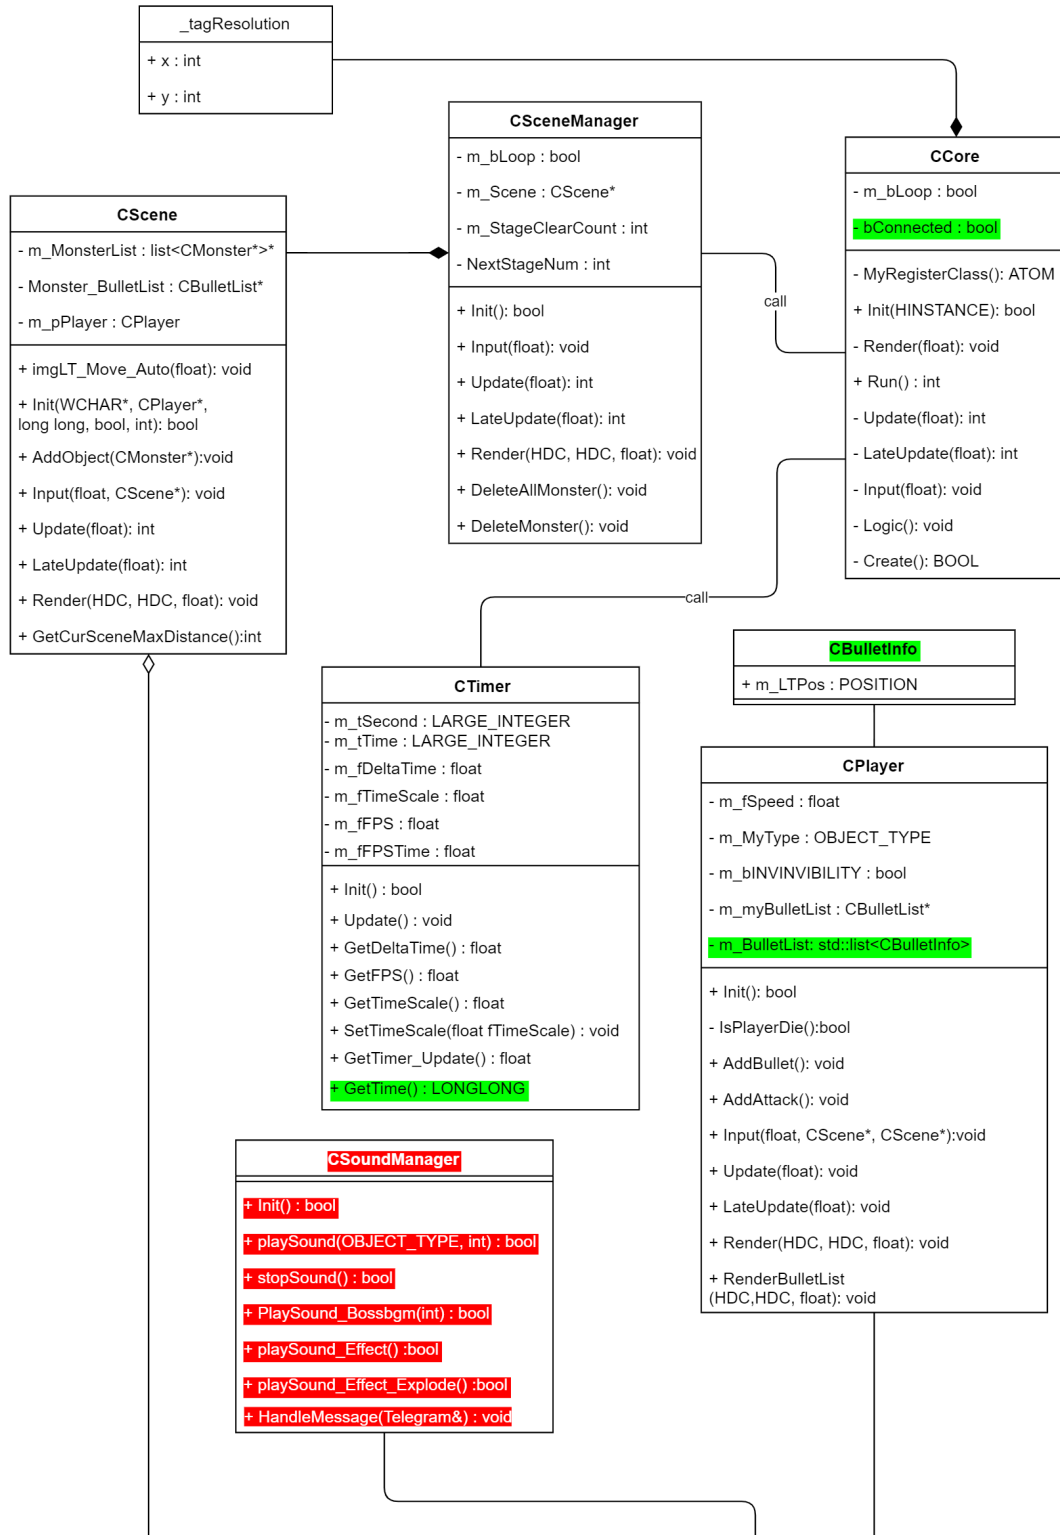 _tagResolution
+ x : int
+ y : int
CSceneManager
- m_bLoop : bool
- m_Scene : CScene*
- m_StageClearCount : int
- NextStageNum : int
+ Init(): bool
+ Input(float): void
+ Update(float): int
+ LateUpdate(float): int
+ Render(HDC, HDC, float): void
+ DeleteAllMonster(): void
+ DeleteMonster(): void
CCore
- m_bLoop : bool
- bConnected : bool
- MyRegisterClass(): ATOM
+ Init(HINSTANCE): bool
- Render(float): void
+ Run() : int
- Update(float): int
- LateUpdate(float): int
- Input(float): void
- Logic(): void
- Create(): BOOL
CScene
- m_MonsterList : list<CMonster*>*
- Monster_BulletList : CBulletList*
- m_pPlayer : CPlayer
+ imgLT_Move_Auto(float): void
+ Init(WCHAR*, CPlayer*,
long long, bool, int): bool
+ AddObject(CMonster*):void
+ Input(float, CScene*): void
+ Update(float): int
+ LateUpdate(float): int
+ Render(HDC, HDC, float): void
+ GetCurSceneMaxDistance():int
call
call
CTimer
- m_tSecond : LARGE_INTEGER
- m_tTime : LARGE_INTEGER
- m_fDeltaTime : float
- m_fTimeScale : float
- m_fFPS : float
- m_fFPSTime : float
+ Init() : bool
+ Update() : void
+ GetDeltaTime() : float
+ GetFPS() : float
+ GetTimeScale() : float
+ SetTimeScale(float fTimeScale) : void
+ GetTimer_Update() : float
+ GetTime() : LONGLONG
CBulletInfo
+ m_LTPos : POSITION
CPlayer
- m_fSpeed : float
- m_MyType : OBJECT_TYPE
- m_bINVINVIBILITY : bool
- m_myBulletList : CBulletList*
- m_BulletList: std::list<CBulletInfo>
+ Init(): bool
- IsPlayerDie():bool
+ AddBullet(): void
+ AddAttack(): void
+ Input(float, CScene*, CScene*):void
+ Update(float): void
+ LateUpdate(float): void
+ Render(HDC, HDC, float): void
+ RenderBulletList
(HDC,HDC, float): void
CSoundManager
+ Init() : bool
+ playSound(OBJECT_TYPE, int) : bool
+ stopSound() : bool
+ PlaySound_Bossbgm(int) : bool
+ playSound_Effect() :bool
+ playSound_Effect_Explode() :bool
+ HandleMessage(Telegram&) : void